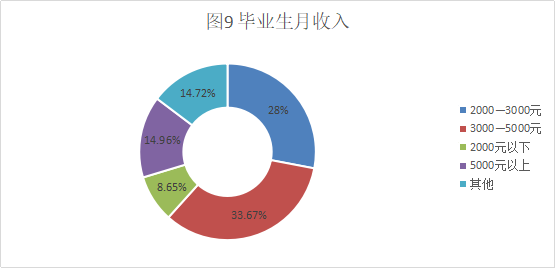 图9 毕业生月收入
14.72%
28%
14.96%
8.65%
33.67%
2000—3000元
3000—5000元
2000元以下
5000元以上
其他